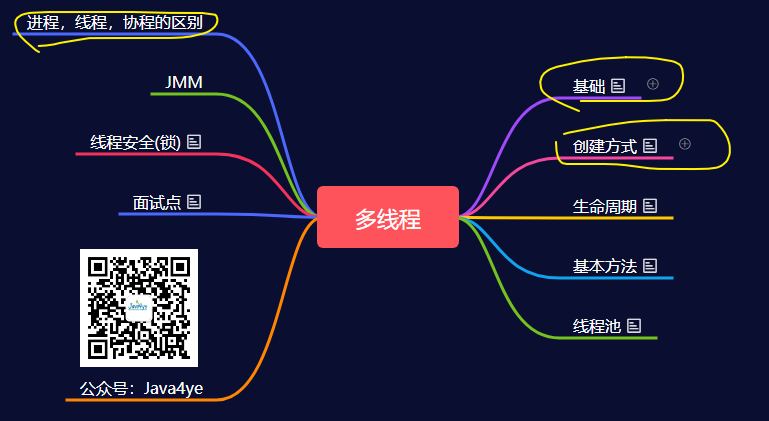 进程，线程，协程的区别
JMM
线程安全(锁)
面试点
公众号：Java4ye
多线程
基础
创建方式
生命周期
基本方法
线程池